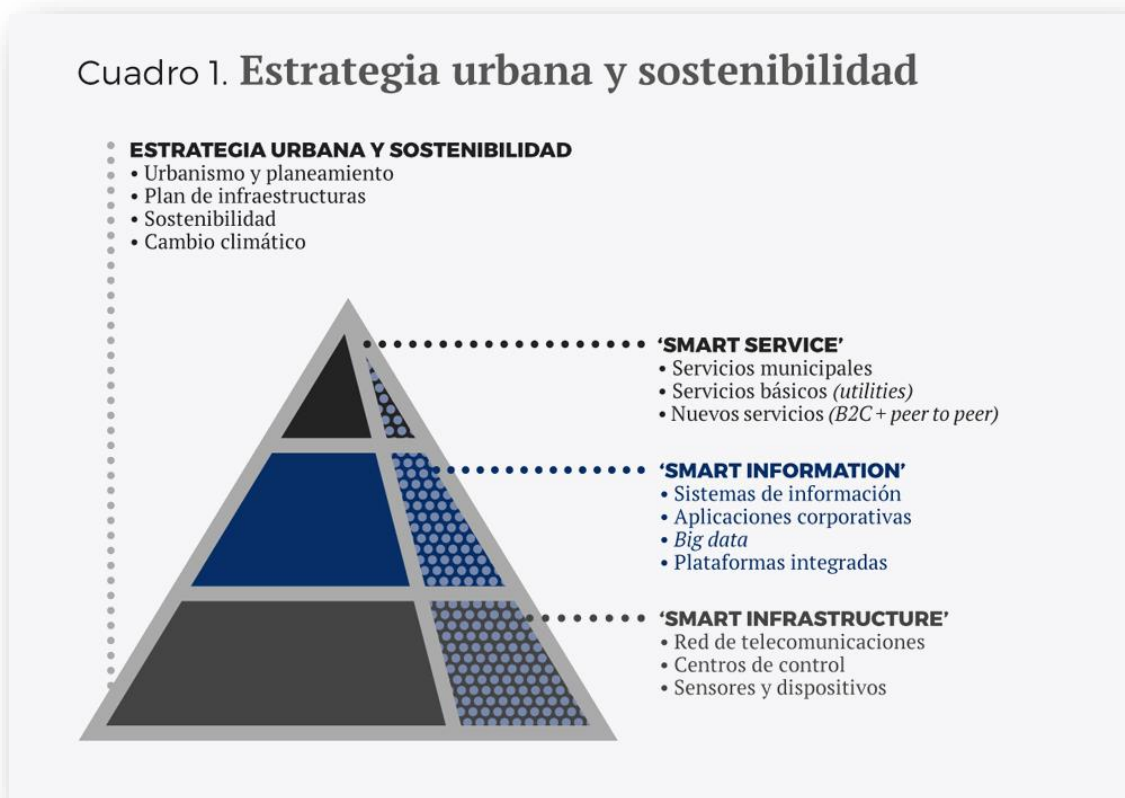 Cuadro 1. Estrategia urbana y sostenibilidad
ESTRATEGIA URBANA Y SOSTENIBILIDAD
• Urbanismo y planeamiento
• Plan de infraestructuras
• Sostenibilidad
• Cambio climático
‘SMART SERVICE’
• Servicios municipales
• Servicios básicos (utilities)
• Nuevos servicios (B2C + peer to peer)
‘SMART INFORMATION’
• Sistemas de información
• Aplicaciones corporativas
• Big data
• Plataformas integradas
‘SMART INFRASTRUCTURE’
• Red de telecomunicaciones
• Centros de control
• Sensores y dispositivos